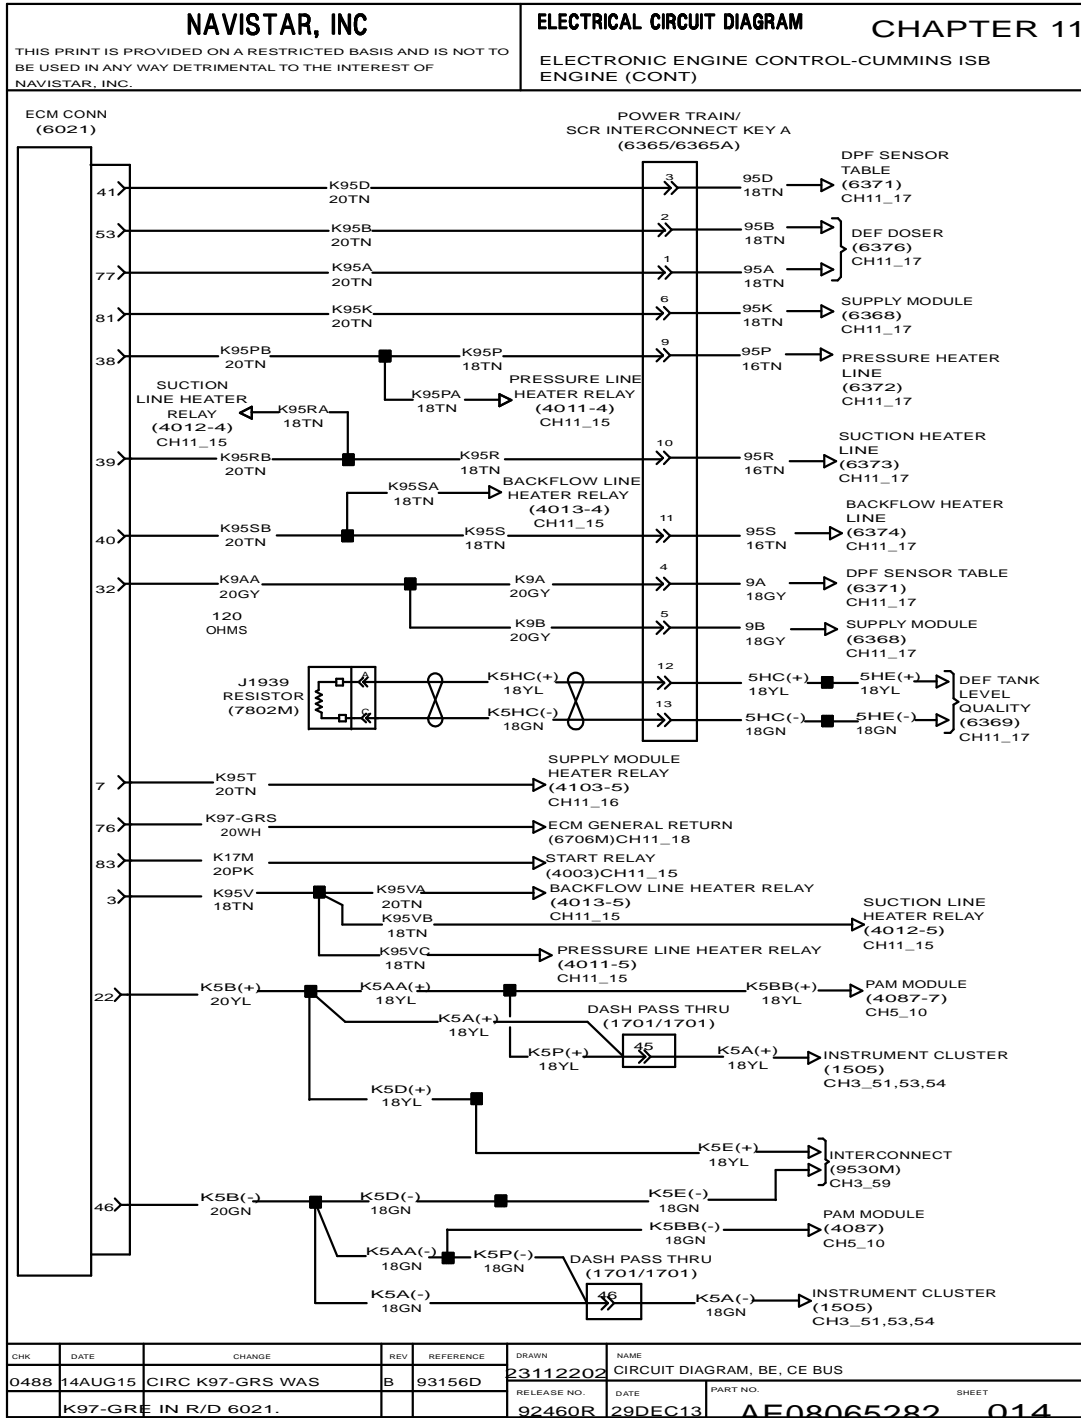 NAVISTAR, INC
THIS PRINT IS PROVIDED ON A RESTRICTED BASIS AND IS NOT TO
BE USED IN ANY WAY DETRIMENTAL TO THE INTEREST OF
NAVISTAR, INC.
ELECTRICAL CIRCUIT DIAGRAM
CHAPTER 11
ELECTRONIC ENGINE CONTROL-CUMMINS ISB
ENGINE (CONT)
ECM CONN
(6021)
POWER TRAIN/
SCR INTERCONNECT KEY A
(6365/6365A)
41
K95D
20TN
3
95D
18TN
DPF SENSOR
TABLE
(6371)
CH11_17
53
K95B
20TN
2
95B
18TN
DEF DOSER
(6376)
CH11_17
77
K95A
20TN
1
95A
18TN
81
K95K
20TN
6
95K
18TN
SUPPLY MODULE
(6368)
CH11_17
38
K95PB
20TN
K95P
18TN
9
95P
16TN
PRESSURE HEATER
LINE
(6372)
CH11_17
K95PA
18TN
PRESSURE LINE
HEATER RELAY
(4011-4)
CH11_15
SUCTION
LINE HEATER
RELAY
(4012-4)
CH11_15
K95RA
18TN
39
K95RB
20TN
K95R
18TN
10
95R
16TN
SUCTION HEATER
LINE
(6373)
CH11_17
K95SA
18TN
BACKFLOW LINE
HEATER RELAY
(4013-4)
CH11_15
40
K95SB
20TN
K95S
18TN
11
95S
16TN
BACKFLOW HEATER
LINE
(6374)
CH11_17
32
K9AA
20GY
K9A
20GY
4
9A
18GY
DPF SENSOR TABLE
(6371)
CH11_17
120
OHMS
K9B
20GY
5
9B
18GY
SUPPLY MODULE
(6368)
CH11_17
J1939
RESISTOR
(7802M)
A
C
K5HC(+)
18YL
12
5HC(+)
18YL
5HE(+)
18YL
K5HC(-)
18GN
13
5HC(-)
18GN
5HE(-)
18GN
DEF TANK
LEVEL
QUALITY
(6369)
CH11_17
7
K95T
20TN
SUPPLY MODULE
HEATER RELAY
(4103-5)
CH11_16
76
K97-GRS
20WH
ECM GENERAL RETURN
(6706M)CH11_18
83
K17M
20PK
START RELAY
(4003)CH11_15
3
K95V
18TN
K95VA
20TN
BACKFLOW LINE HEATER RELAY
(4013-5)
CH11_15
K95VB
18TN
SUCTION LINE
HEATER RELAY
(4012-5)
CH11_15
K95VC
18TN
PRESSURE LINE HEATER RELAY
(4011-5)
CH11_15
22
K5B(+)
20YL
K5AA(+)
18YL
K5BB(+)
18YL
PAM MODULE
(4087-7)
CH5_10
K5A(+)
18YL
DASH PASS THRU
(1701/1701)
K5P(+)
18YL
45
K5A(+)
18YL
INSTRUMENT CLUSTER
(1505)
CH3_51,53,54
K5D(+)
18YL
K5E(+)
18YL
INTERCONNECT
(9530M)
CH3_59
46
K5B(-)
20GN
K5D(-)
18GN
K5E(-)
18GN
K5BB(-)
18GN
PAM MODULE
(4087)
CH5_10
K5AA(-)
18GN
K5P(-)
18GN
DASH PASS THRU
(1701/1701)
K5A(-)
18GN
46
K5A(-)
18GN
INSTRUMENT CLUSTER
(1505)
CH3_51,53,54
CHK DATE CHANGE REV REFERENCE
0488 14AUG15 CIRC K97-GRS WAS B 93156D
K97-GRE IN R/D 6021.
DRAWN
23112202
NAME
CIRCUIT DIAGRAM, BE, CE BUS
RELEASE NO.
92460R
DATE
29DEC13
PART NO.
AE08065282
SHEET
014